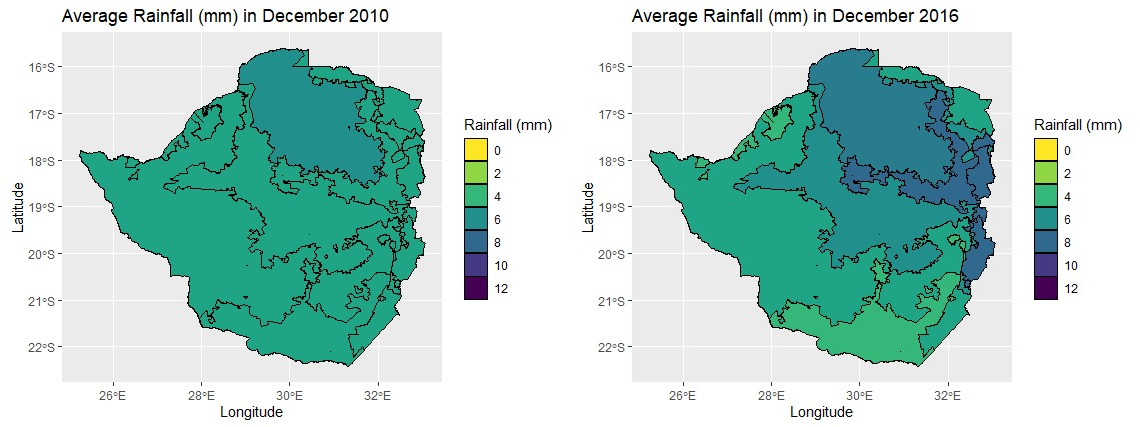 Average Rainfall (mm) in December 2010
16°S
17°S
18°S
19°S
20°S
21°S
22°S
Latitude
26°E 28°E 30°E 32°E
Longitude
Rainfall (mm)
0
2
4
6
8
10
12
Average Rainfall (mm) in December 2016
16°S
17°S
18°S
19°S
20°S
21°S
22°S
Latitude
26°E 28°E 30°E 32°E
Longitude
Rainfall (mm)
0
2
4
6
8
10
12